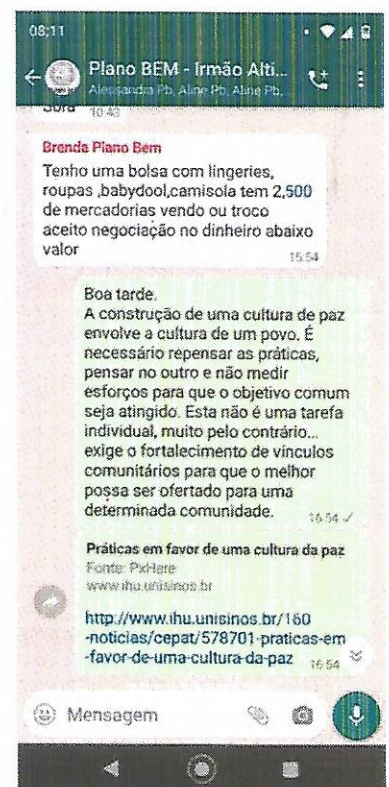 08:11
Plano BEM - Irmão Alti...
Alessandra Pb, Aline Pb, Aline Pb,
10:43
Brenda Plano Bem
Tenho uma bolsa com lingeries,
roupas ,babydool,camisola tem 2,500
de mercadorias vendo ou troco
aceito negociação no dinheiro abaixo
valor
15:54
Boa tarde.
A construção de uma cultura de paz
envolve a cultura de um povo. É
necessário repensar as práticas,
pensar no outro e não medir
esforços para que o objetivo comum
seja atingido. Esta não é uma tarefa
individual, muito pelo contrário...
exige o fortalecimento de vínculos
comunitários para que o melhor
possa ser ofertado para uma
determinada comunidade.
16:54
Práticas em favor de uma cultura da paz
Fonte: PxHere
www.ihu.unisinos.br
http://www.ihu.unisinos.br/160
-noticias/cepat/578701-praticas-em
-favor-de-uma-cultura-da-paz
16:54
Mensagem